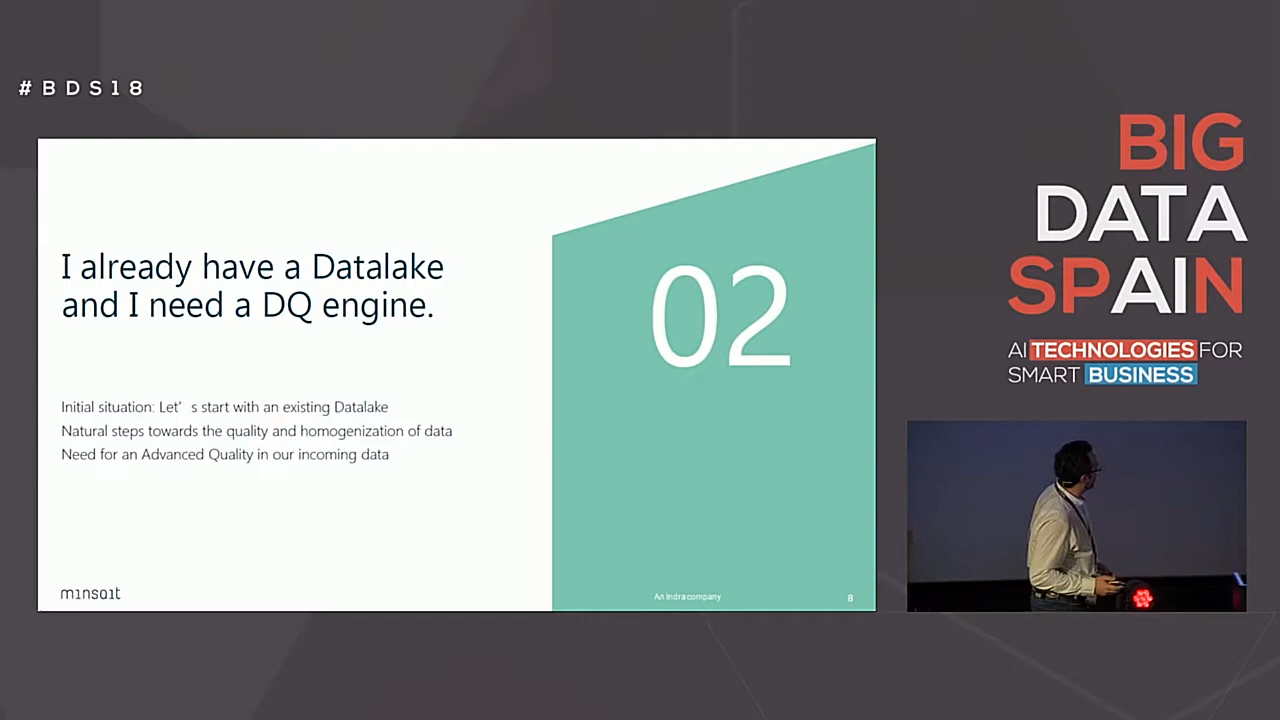 #BDS18
I already have a Datalake
and I need a DQ engine.
02
Initial situation: Let's start with an existing Datalake
Natural steps towards the quality and homogenization of data
Need for an Advanced Quality in our incoming data
minsait
An Indra company
8
BIG
DATA
SPAIN
AI TECHNOLOGIES FOR
SMART BUSINESS